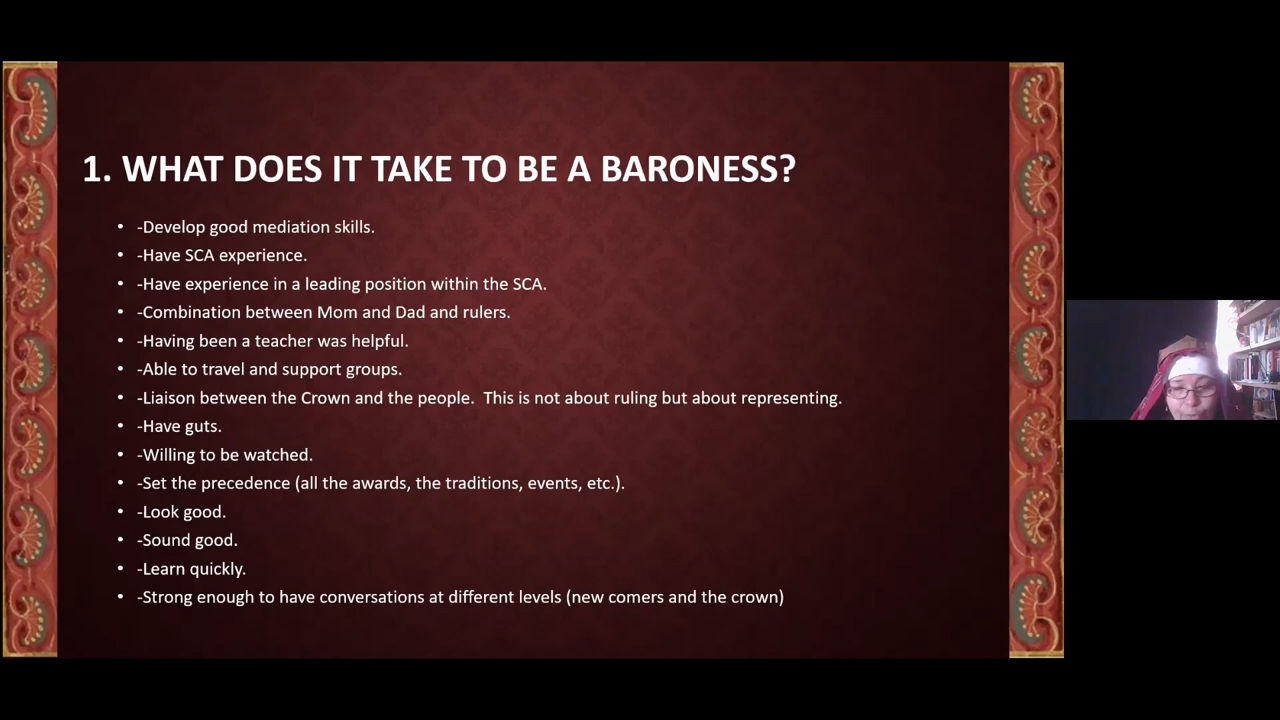 1. WHAT DOES IT TAKE TO BE A BARONESS?
• -Develop good mediation skills.
• -Have SCA experience.
• -Have experience in a leading position within the SCA.
• -Combination between Mom and Dad and rulers.
• -Having been a teacher was helpful.
• -Able to travel and support groups.
• -Liaison between the Crown and the people.  This is not about ruling but about representing.
• -Have guts.
• -Willing to be watched.
• -Set the precedence (all the awards, the traditions, events, etc.).
• -Look good.
• -Sound good.
• -Learn quickly.
• -Strong enough to have conversations at different levels (new comers and the crown)